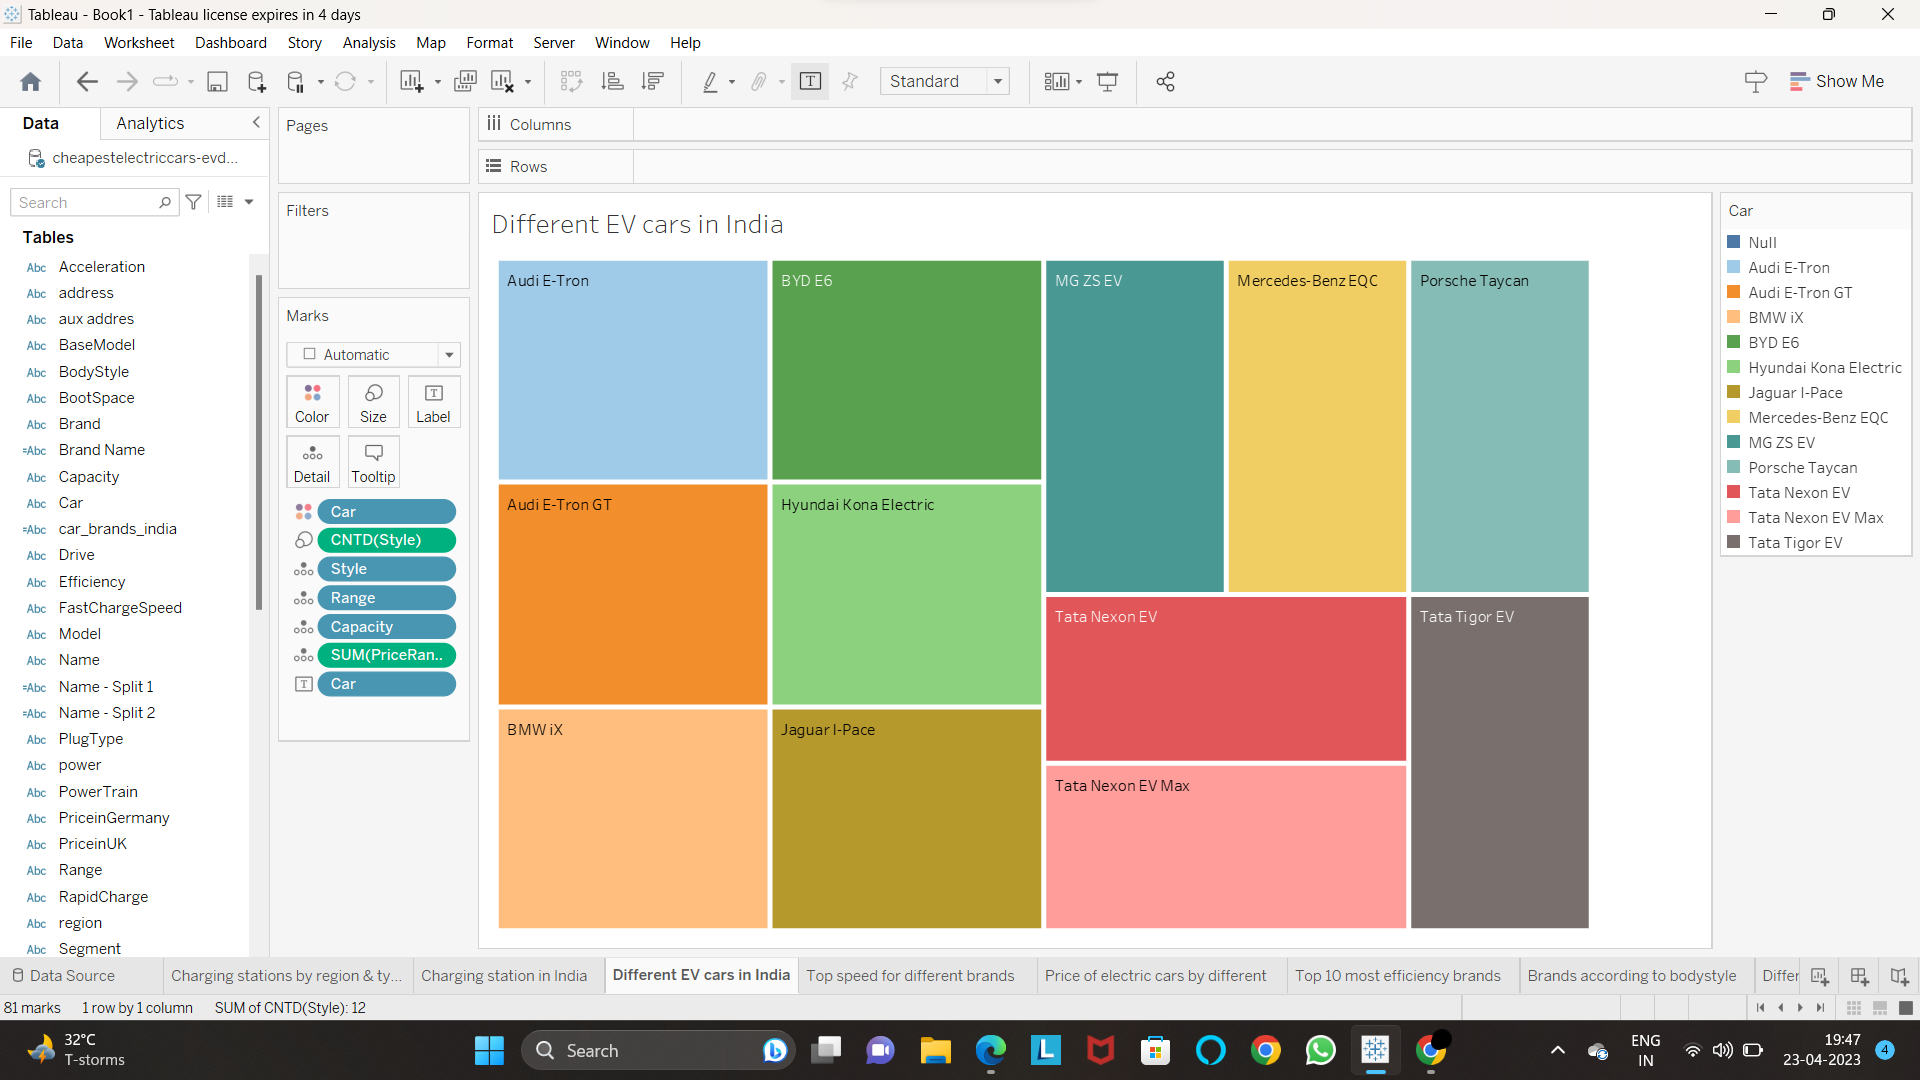 Tableau - Book1 - Tableau license expires in 4 days
File Data Worksheet Dashboard Story Analysis Map Format Server Window Help
Standard
Show Me
Data Analytics
cheapestelectriccars-evd...
Search
Tables
Abc Acceleration
Abc address
Abc aux addres
Abc BaseModel
Abc BodyStyle
Abc BootSpace
Abc Brand
=Abc Brand Name
Abc Capacity
Abc Car
=Abc car_brands_india
Abc Drive
Abc Efficiency
Abc FastChargeSpeed
Abc Model
Abc Name
=Abc Name - Split 1
=Abc Name - Split 2
Abc PlugType
Abc power
Abc PowerTrain
Abc PriceinGermany
Abc PriceinUK
Abc Range
Abc RapidCharge
Abc region
Abc Segment
Pages
Filters
Marks
Automatic
Color Size Label
Detail Tooltip
Car
CNTD(Style)
Style
Range
Capacity
SUM(PriceRan..
Car
Columns
Rows
Different EV cars in India
Audi E-Tron
BYD E6
MG ZS EV
Mercedes-Benz EQC
Porsche Taycan
Audi E-Tron GT
Hyundai Kona Electric
Tata Nexon EV
Tata Tigor EV
BMW iX
Jaguar I-Pace
Tata Nexon EV Max
Car
Null
Audi E-Tron
Audi E-Tron GT
BMW iX
BYD E6
Hyundai Kona Electric
Jaguar I-Pace
Mercedes-Benz EQC
MG ZS EV
Porsche Taycan
Tata Nexon EV
Tata Nexon EV Max
Tata Tigor EV
Data Source Charging stations by region & ty... Charging station in India Different EV cars in India Top speed for different brands Price of electric cars by different Top 10 most efficiency brands Brands according to bodystyle Differ
81 marks 1 row by 1 column SUM of CNTD(Style): 12
32°C
T-storms
Search
ENG
IN
19:47
23-04-2023
4